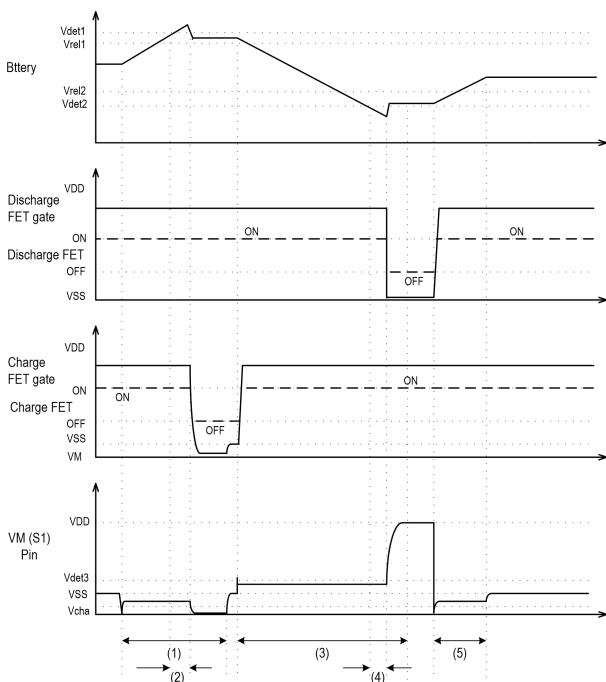 Vdet1
Vrel1
Bttery
Vrel2
Vdet2
VDD
Discharge
FET gate
ON
ON
ON
Discharge FET
OFF
OFF
VSS
VDD
Charge
FET gate
ON
ON
ON
Charge FET
OFF
OFF
VSS
VM
VDD
VM (S1)
Pin
Vdet3
VSS
Vcha
(1)
(3)
(5)
(2)
(4)